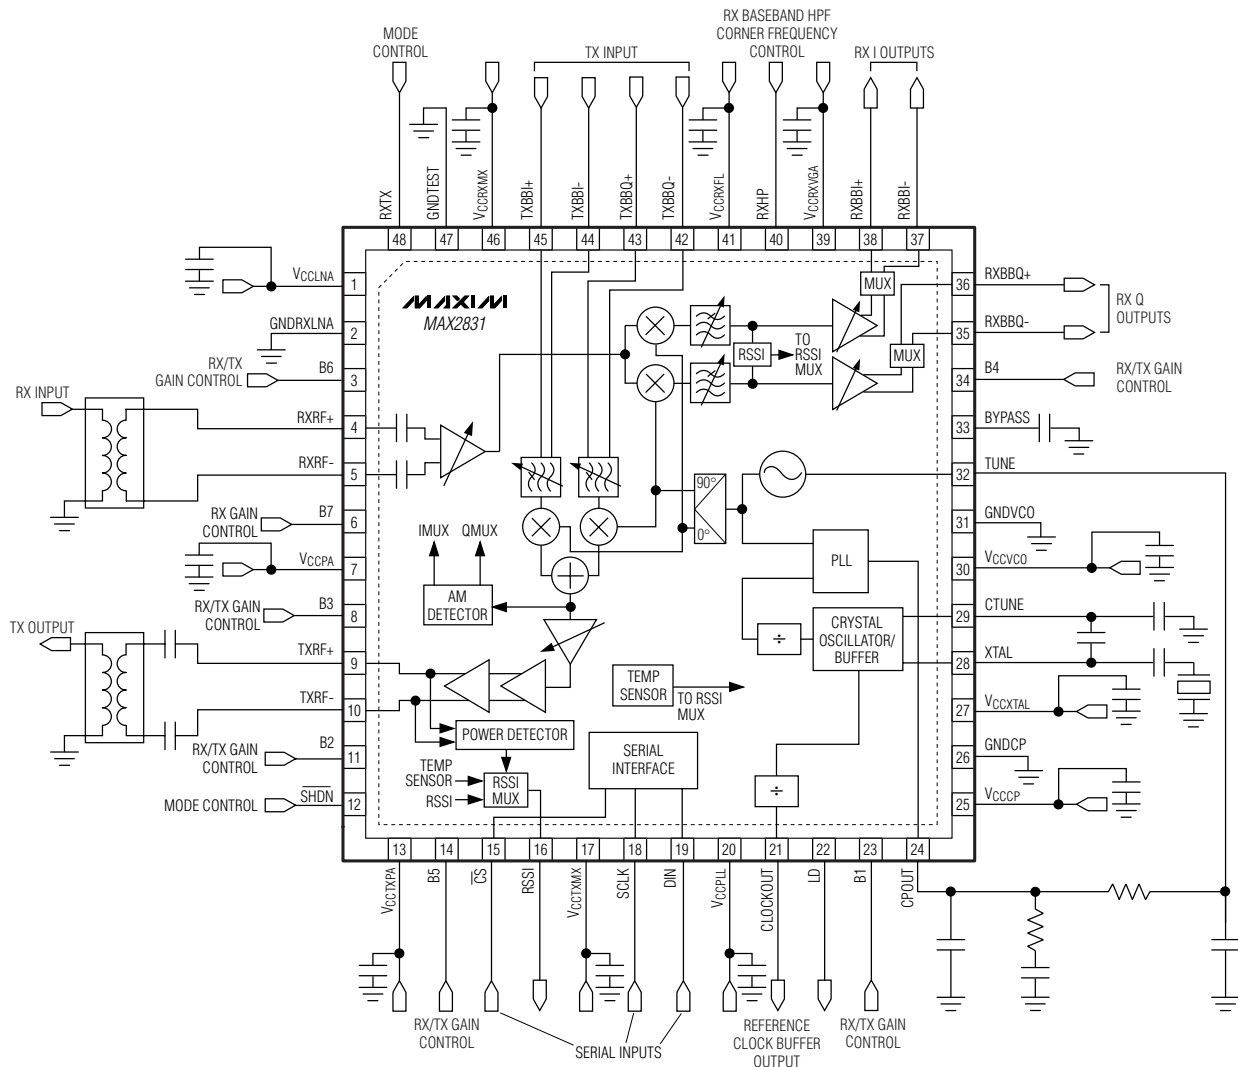 MODE
CONTROL
TX INPUT
RX BASEBAND HPF
CORNER FREQUENCY
CONTROL
RX I OUTPUTS
RXTX
GNDTEST
VCCRXMX
TXBBI+
TXBBI-
TXBBQ+
TXBBQ-
VCCRXFL
RXHP
VCCRXVGA
RXBBI+
RXBBI-
48
47
46
45
44
43
42
41
40
39
38
37
VCCLNA
1
GNDRXLNA
2
RX/TX
GAIN CONTROL
B6
3
RX INPUT
RXRF+
4
RXRF-
5
RX GAIN
CONTROL
B7
6
VCCPA
7
RX/TX GAIN
CONTROL
B3
8
TX OUTPUT
TXRF+
9
TXRF-
10
RX/TX GAIN
CONTROL
B2
11
MODE CONTROL
SHDN
12
MAXIM
MAX2831
MUX
MUX
RSSI
TO
RSSI
MUX
90°
0°
IMUX
QMUX
AM
DETECTOR
PLL
÷
CRYSTAL
OSCILLATOR/
BUFFER
TEMP
SENSOR
TO RSSI
MUX
POWER DETECTOR
TEMP
SENSOR
RSSI
RSSI
MUX
SERIAL
INTERFACE
÷
36
RXBBQ+
35
RXBBQ-
RX Q
OUTPUTS
34
B4
RX/TX GAIN
CONTROL
33
BYPASS
32
TUNE
31
GNDVCO
30
VCCVCO
29
CTUNE
28
XTAL
27
VCCXTAL
26
GNDCP
25
VCCCP
13
14
15
16
17
18
19
20
21
22
23
24
VCCTXPA
B5
CS
RSSI
VCCTXMX
SCLK
DIN
VCCPLL
CLOCKOUT
LD
B1
CPOUT
RX/TX GAIN
CONTROL
SERIAL INPUTS
REFERENCE
CLOCK BUFFER
OUTPUT
RX/TX GAIN
CONTROL